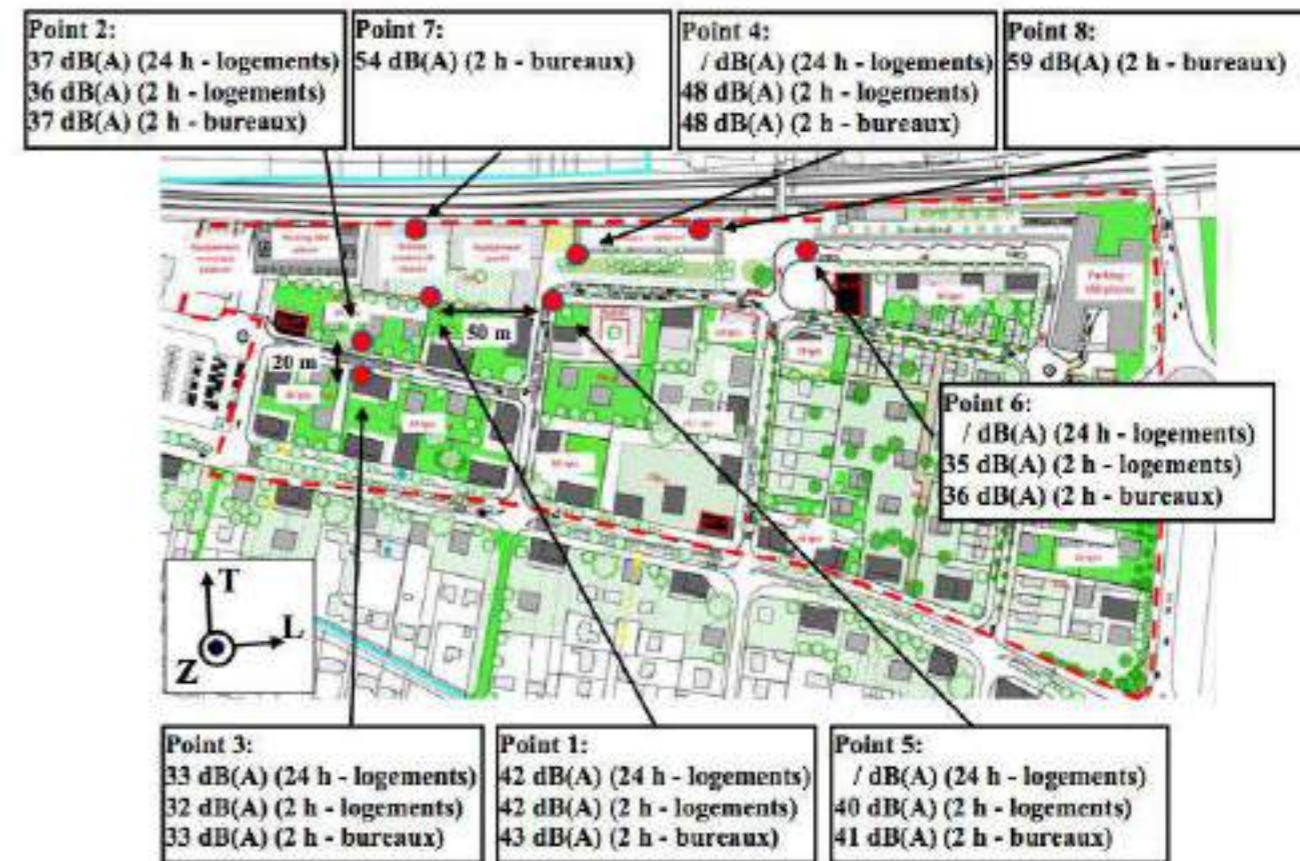 Point 2:
37 dB(A) (24 h - logements)
36 dB(A) (2 h - logements)
37 dB(A) (2 h - bureaux)
Point 7:
54 dB(A) (2 h - bureaux)
Point 4:
/ dB(A) (24 h - logements)
48 dB(A) (2 h - logements)
48 dB(A) (2 h - bureaux)
Point 8:
59 dB(A) (2 h - bureaux)
50 m
20 m
Point 6:
/ dB(A) (24 h - logements)
35 dB(A) (2 h - logements)
36 dB(A) (2 h - bureaux)
T
L
Z
Point 3:
33 dB(A) (24 h - logements)
32 dB(A) (2 h - logements)
33 dB(A) (2 h - bureaux)
Point 1:
42 dB(A) (24 h - logements)
42 dB(A) (2 h - logements)
43 dB(A) (2 h - bureaux)
Point 5:
/ dB(A) (24 h - logements)
40 dB(A) (2 h - logements)
41 dB(A) (2 h - bureaux)